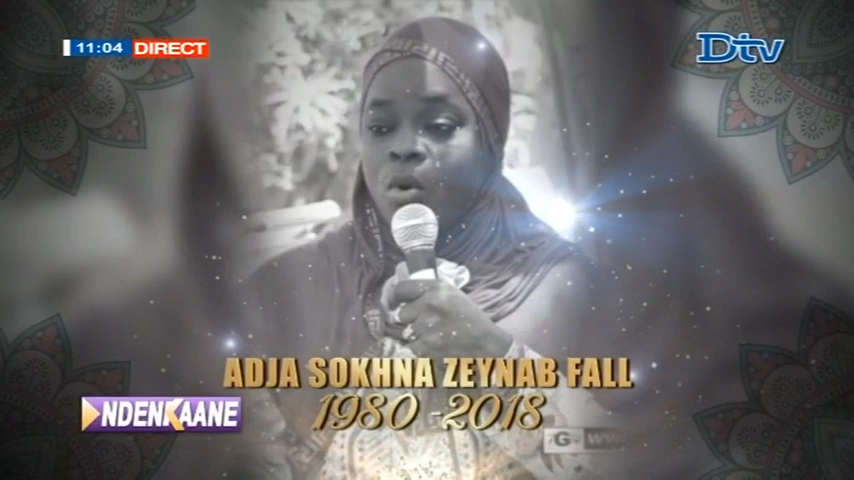 11:04 DIRECT
Dtv
ADJA SOKHNA ZEYNAB FALL
1980 -2018
NDENKAANE